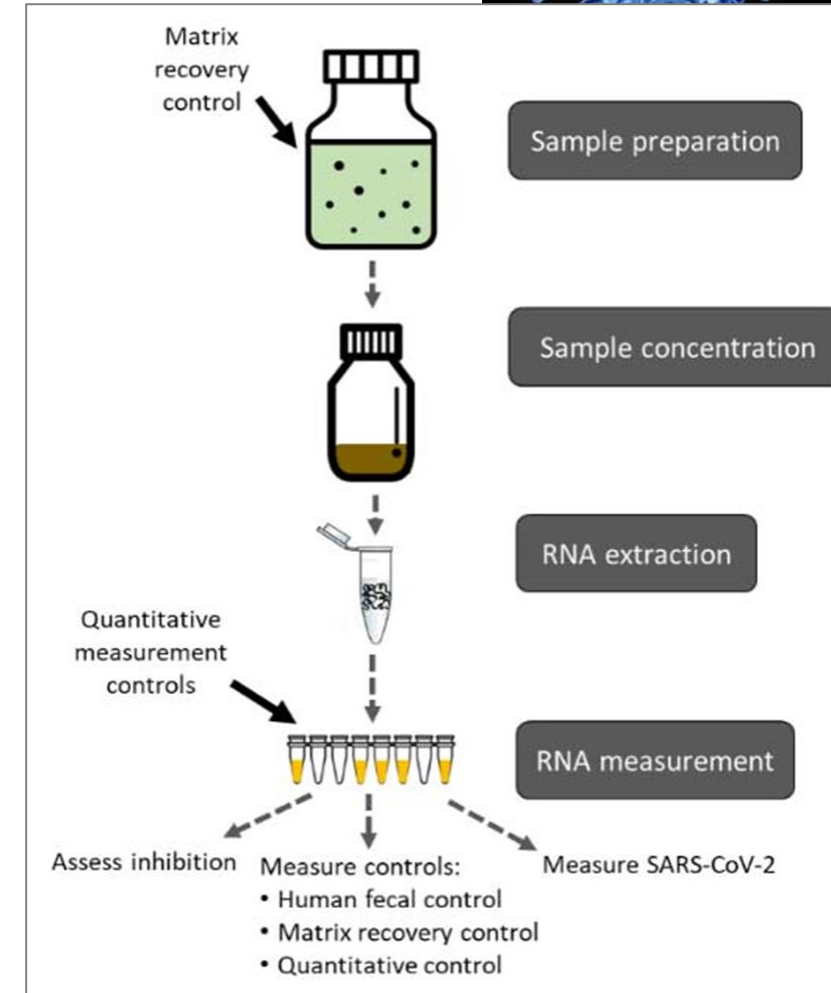 Matrix
recovery
control
Sample preparation
Sample concentration
RNA extraction
Quantitative
measurement
controls
RNA measurement
Assess inhibition
Measure controls:
• Human fecal control
• Matrix recovery control
• Quantitative control
Measure SARS-CoV-2